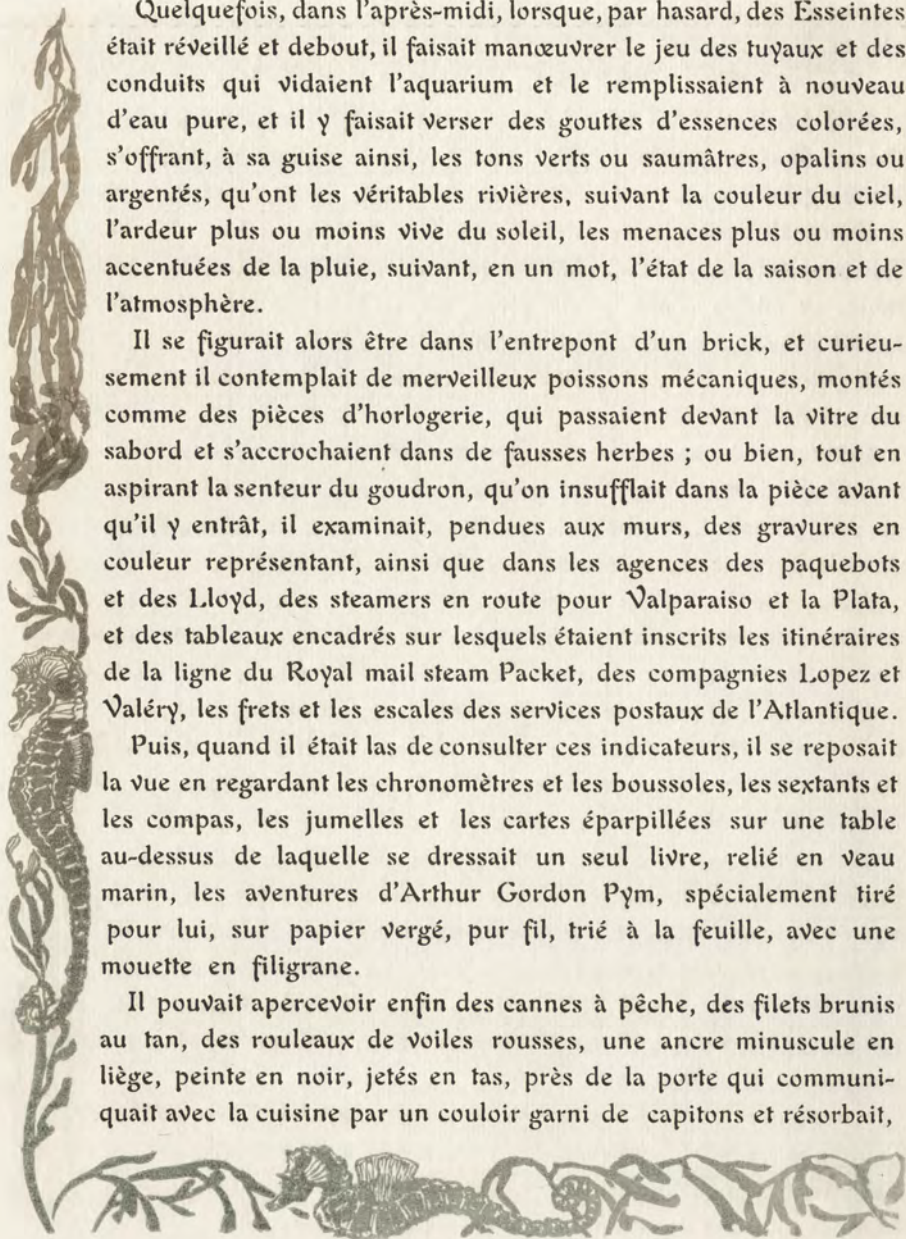 Quelquefois, dans l'après-midi, lorsque, par hasard, des Esseintes
était réveillé et debout, il faisait manœuvrer le jeu des tuyaux et des
conduits qui vidaient l'aquarium et le remplissaient à nouveau
d'eau pure, et il y faisait verser des gouttes d'essences colorées,
s'offrant, à sa guise ainsi, les tons verts ou saumâtres, opalins ou
argentés, qu'ont les véritables rivières, suivant la couleur du ciel,
l'ardeur plus ou moins vive du soleil, les menaces plus ou moins
accentuées de la pluie, suivant, en un mot, l'état de la saison et de
l'atmosphère.
Il se figurait alors être dans l'entrepont d'un brick, et curieu-
sement il contemplait de merveilleux poissons mécaniques, montés
comme des pièces d'horlogerie, qui passaient devant la vitre du
sabord et s'accrochaient dans de fausses herbes ; ou bien, tout en
aspirant la senteur du goudron, qu'on insufflait dans la pièce avant
qu'il y entrât, il examinait, pendues aux murs, des gravures en
couleur représentant, ainsi que dans les agences des paquebots
et des Lloyd, des steamers en route pour Valparaiso et la Plata,
et des tableaux encadrés sur lesquels étaient inscrits les itinéraires
de la ligne du Royal mail steam Packet, des compagnies Lopez et
Valéry, les frets et les escales des services postaux de l'Atlantique.
Puis, quand il était las de consulter ces indicateurs, il se reposait
la vue en regardant les chronomètres et les boussoles, les sextants et
les compas, les jumelles et les cartes éparpillées sur une table
au-dessus de laquelle se dressait un seul livre, relié en veau
marin, les aventures d'Arthur Gordon Pym, spécialement tiré
pour lui, sur papier vergé, pur fil, trié à la feuille, avec une
mouette en filigrane.
Il pouvait apercevoir enfin des cannes à pêche, des filets brunis
au tan, des rouleaux de voiles rousses, une ancre minuscule en
liège, peinte en noir, jetés en tas, près de la porte qui communi-
quait avec la cuisine par un couloir garni de capitons et résorbait,